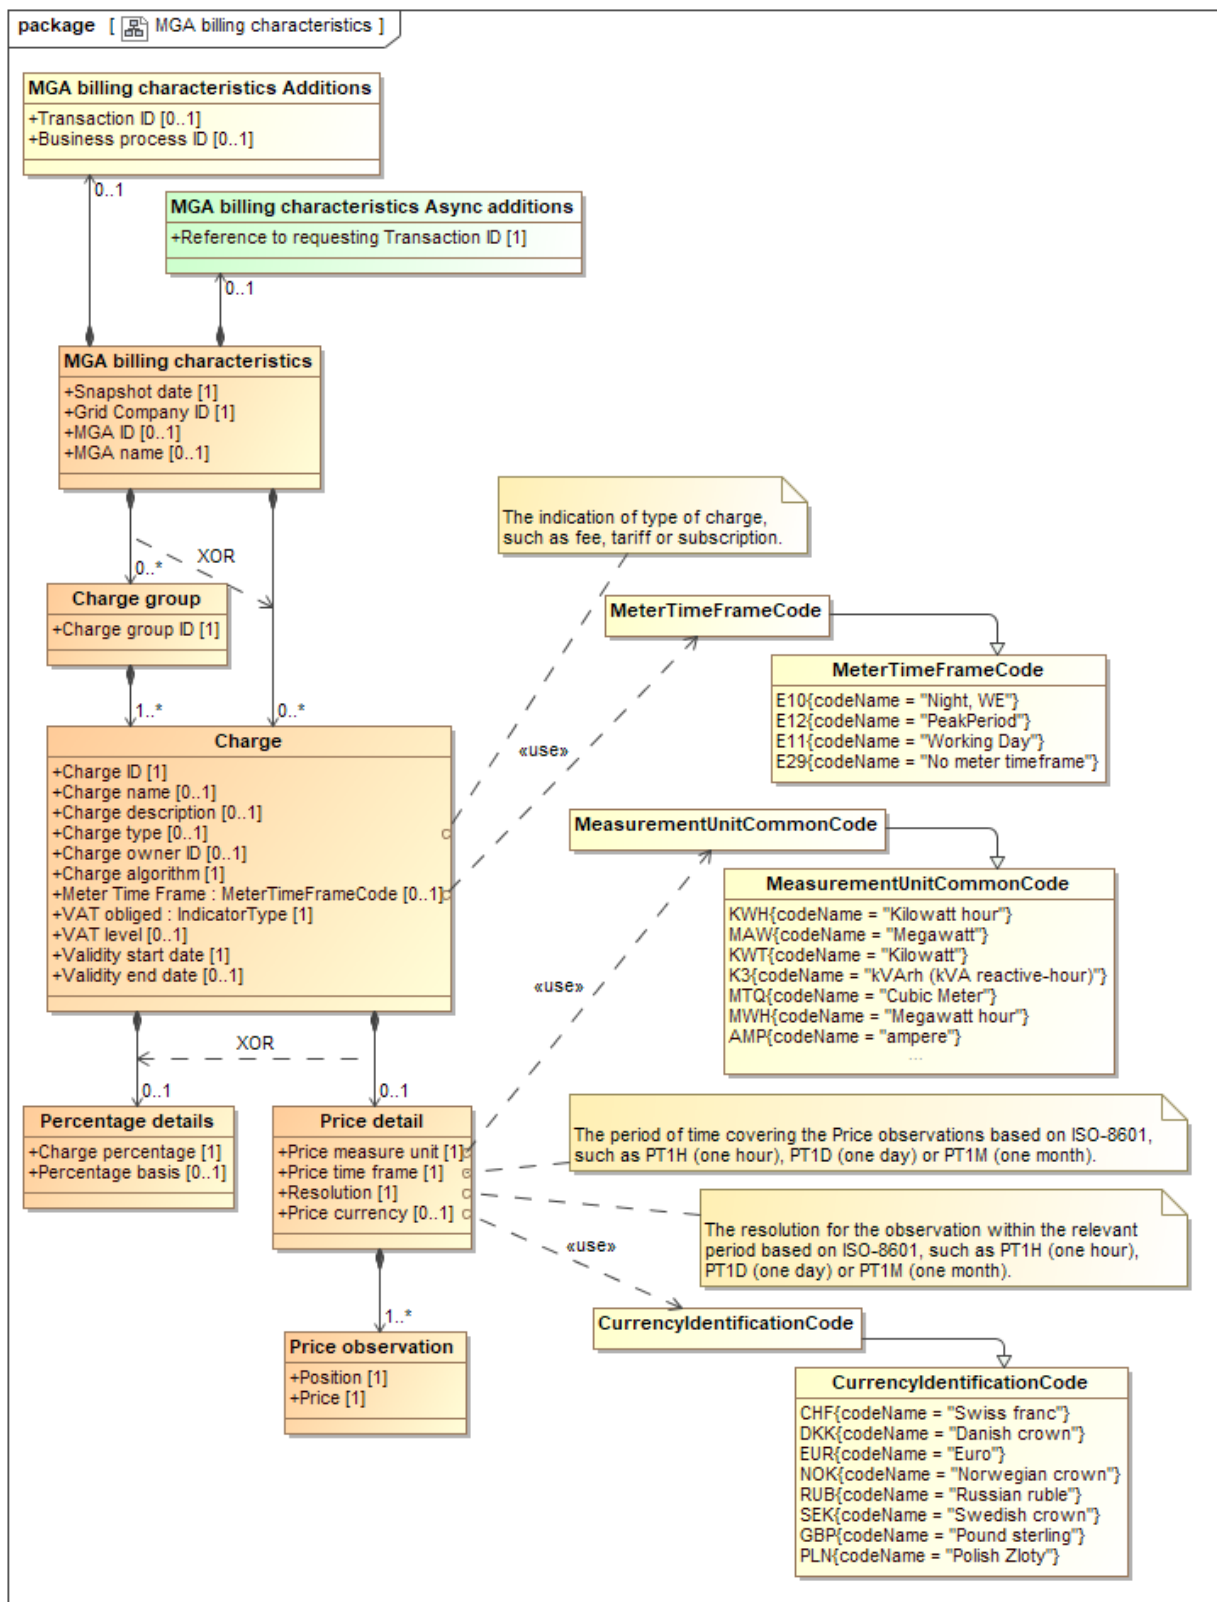 package [ MGA billing characteristics ]
MGA billing characteristics Additions
+Transaction ID [0..1]
+Business process ID [0..1]
0..1
MGA billing characteristics Async additions
+Reference to requesting Transaction ID [1]
0..1
MGA billing characteristics
+Snapshot date [1]
+Grid Company ID [1]
+MGA ID [0..1]
+MGA name [0..1]
The indication of type of charge,
such as fee, tariff or subscription.
XOR
0..*
Charge group
+Charge group ID [1]
MeterTimeFrameCode
MeterTimeFrameCode
E10{codeName = "Night, WE"}
E12{codeName = "PeakPeriod"}
E11{codeName = "Working Day"}
E29{codeName = "No meter timeframe"}
1..*
0..*
«use»
Charge
+Charge ID [1]
+Charge name [0..1]
+Charge description [0..1]
+Charge type [0..1]
+Charge owner ID [0..1]
+Charge algorithm [1]
+Meter Time Frame : MeterTimeFrameCode [0..1]
+VAT obliged : IndicatorType [1]
+VAT level [0..1]
+Validity start date [1]
+Validity end date [0..1]
MeasurementUnitCommonCode
MeasurementUnitCommonCode
KWH{codeName = "Kilowatt hour"}
MAW{codeName = "Megawatt"}
KWT{codeName = "Kilowatt"}
K3{codeName = "kVArh (kVA reactive-hour)"}
MTQ{codeName = "Cubic Meter"}
MWH{codeName = "Megawatt hour"}
AMP{codeName = "ampere"}
...
«use»
XOR
0..1
0..1
Percentage details
+Charge percentage [1]
+Percentage basis [0..1]
Price detail
+Price measure unit [1]
+Price time frame [1]
+Resolution [1]
+Price currency [0..1]
The period of time covering the Price observations based on ISO-8601,
such as PT1H (one hour), PT1D (one day) or PT1M (one month).
The resolution for the observation within the relevant
period based on ISO-8601, such as PT1H (one hour),
PT1D (one day) or PT1M (one month).
«use»
1..*
Price observation
+Position [1]
+Price [1]
CurrencyIdentificationCode
CurrencyIdentificationCode
CHF{codeName = "Swiss franc"}
DKK{codeName = "Danish crown"}
EUR{codeName = "Euro"}
NOK{codeName = "Norwegian crown"}
RUB{codeName = "Russian ruble"}
SEK{codeName = "Swedish crown"}
GBP{codeName = "Pound sterling"}
PLN{codeName = "Polish Zloty"}